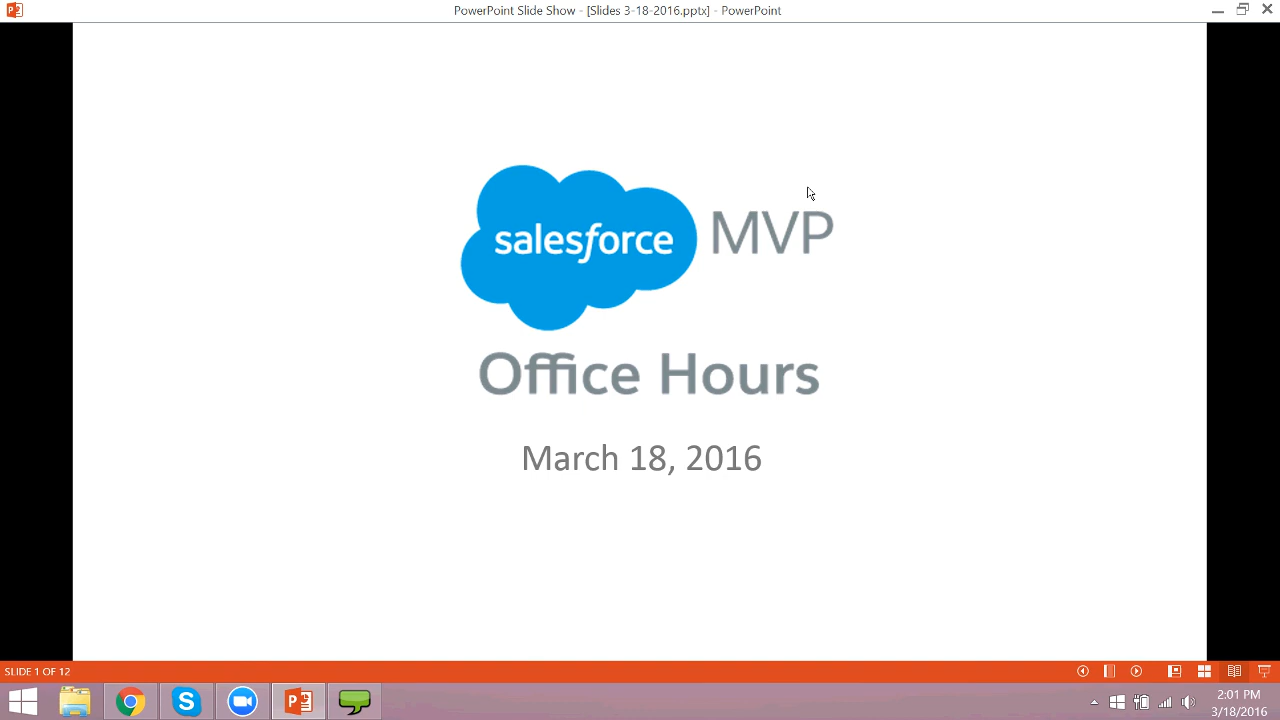 PowerPoint Slide Show - [Slides 3-18-2016.pptx] - PowerPoint
salesforce MVP
Office Hours
March 18, 2016
SLIDE 1 OF 12
2:01 PM
3/18/2016